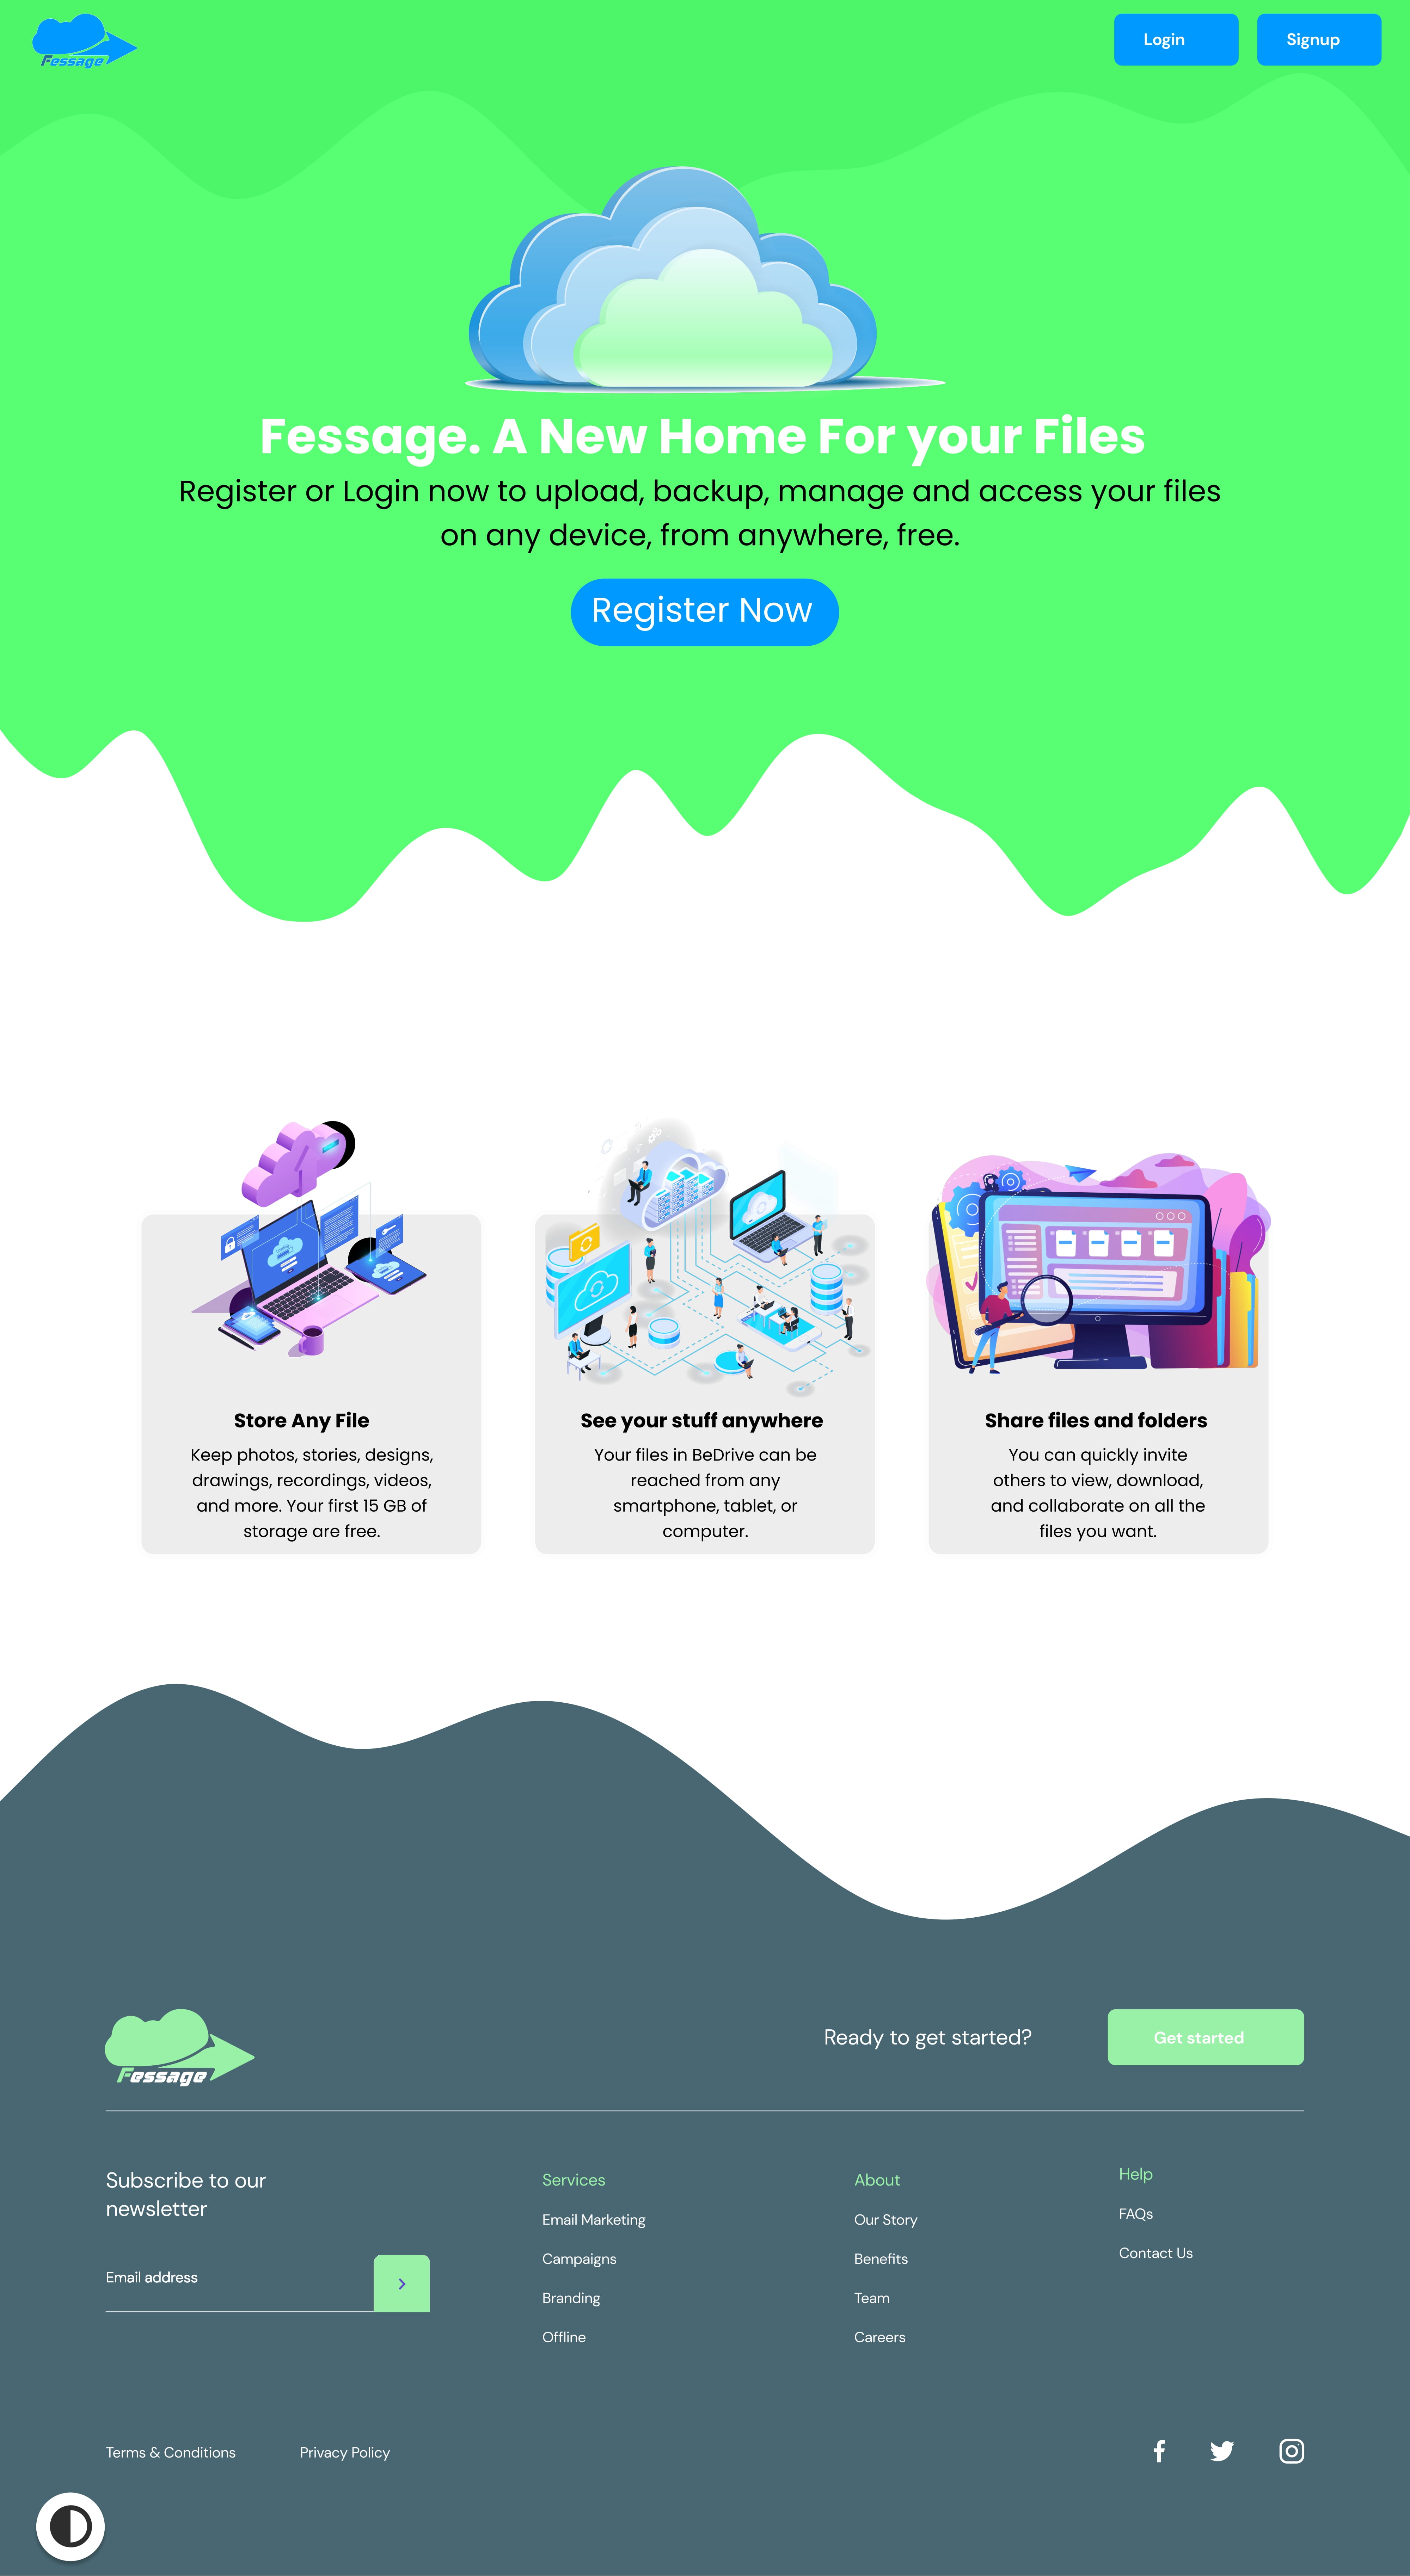 Fessage
Login
Signup
Fessage. A New Home For your Files
Register or Login now to upload, backup, manage and access your files
on any device, from anywhere, free.
Register Now
Store Any File
Keep photos, stories, designs,
drawings, recordings, videos,
and more. Your first 15 GB of
storage are free.
See your stuff anywhere
Your files in BeDrive can be
reached from any
smartphone, tablet, or
computer.
Share files and folders
You can quickly invite
others to view, download,
and collaborate on all the
files you want.
Fessage
Ready to get started?
Get started
Subscribe to our
newsletter
Email address
Services
Email Marketing
Campaigns
Branding
Offline
About
Our Story
Benefits
Team
Careers
Help
FAQs
Contact Us
Terms & Conditions
Privacy Policy